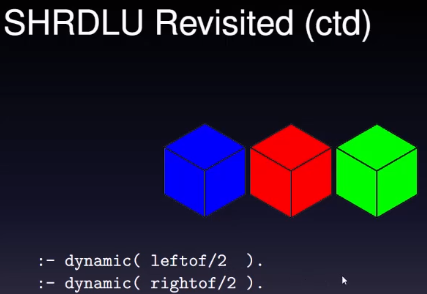 SHRDLU Revisited (ctd)
:- dynamic( leftof/2  ).
:- dynamic( rightof/2 ).